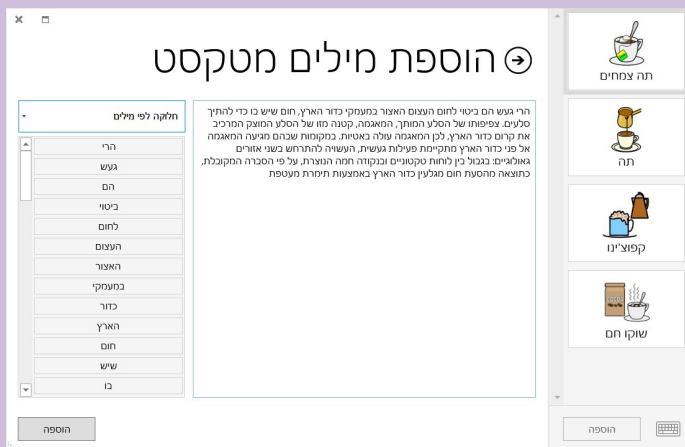 הוספת מילים מטקסט
הרי געש הם ביטוי לחום העצום האצור במעמקי כדור הארץ, חום שיש בו כדי להתיך
סלעים. צפיפותו של הסלע המותך, המאגמה, קטנה מזו של הסלע המוצק המרכיב
את קרום כדור הארץ, לכן המאגמה עולה באטיות. במקומות שבהם מגיעה המאגמה
אל פני כדור הארץ מתקיימת פעילות געשית, העשויה להתרחש בשני אזורים
גאולוגיים: בגבול בין לוחות טקטוניים ובנקודה חמה הנוצרת, על פי הסברה המקובלת,
כתוצאה מהסעת חום מגלעין כדור הארץ באמצעות תימרת מעטפת
חלוקה לפי מילים
הרי
געש
הם
ביטוי
לחום
העצום
האצור
במעמקי
כדור
הארץ
חום
שיש
בו
הוספה
תה צמחים
תה
קפוצ'ינו
שוקו חם
הוספה